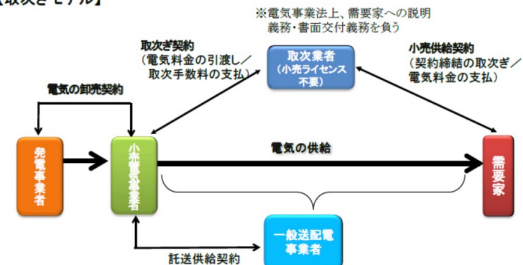 【取次ぎモデル】
※電気事業法上、需要家への説明
義務・書面交付義務を負う
取次ぎ契約
(電気料金の引渡し/
取次手数料の支払)
取次業者
(小売ライセンス
不要)
小売供給契約
(契約締結の取次ぎ/
電気料金の支払)
電気の卸売契約
発電事業者
小売電気事業者
電気の供給
需要家
一般送配電
事業者
託送供給契約